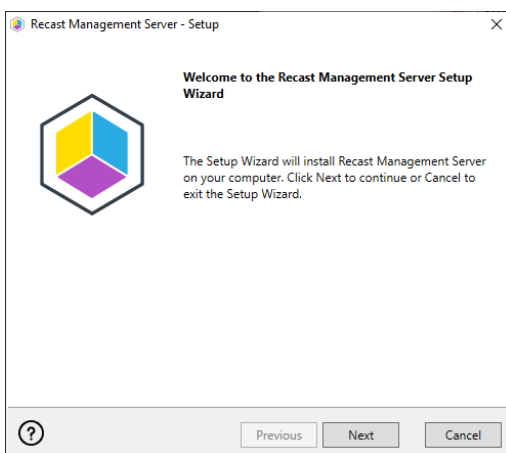 Recast Management Server - Setup
Welcome to the Recast Management Server Setup
Wizard
The Setup Wizard will install Recast Management Server
on your computer. Click Next to continue or Cancel to
exit the Setup Wizard.
?
Previous
Next
Cancel